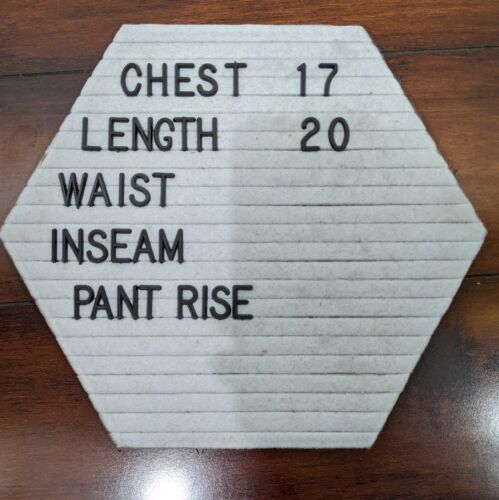 CHEST 17
LENGTH 20
WAIST
INSEAM
PANT RISE